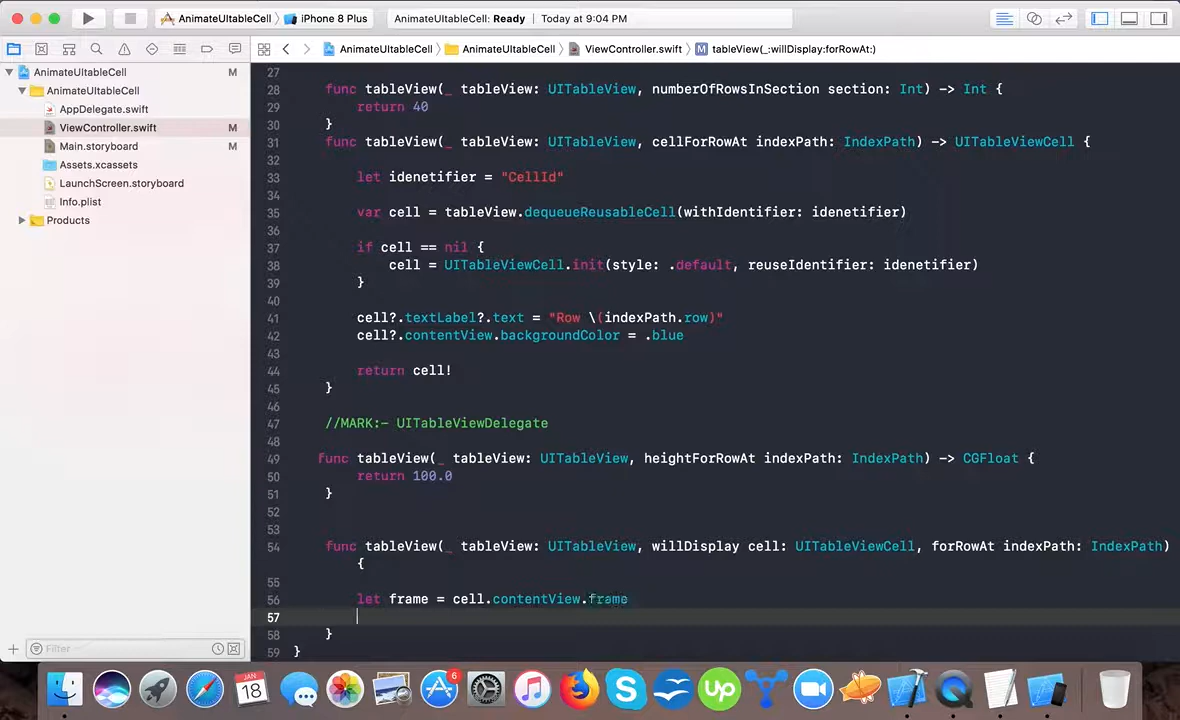 AnimateUItableCell iPhone 8 Plus AnimateUItableCell: Ready Today at 9:04 PM
AnimateUItableCell AnimateUItableCell ViewController.swift tableView(_:willDisplay:forRowAt:)
AnimateUItableCell M
AnimateUItableCell
AppDelegate.swift
ViewController.swift M
Main.storyboard M
Assets.xcassets
LaunchScreen.storyboard
Info.plist
Products
Filter
27
28 func tableView(_ tableView: UITableView, numberOfRowsInSection section: Int) -> Int {
29 return 40
30 }
31 func tableView(_ tableView: UITableView, cellForRowAt indexPath: IndexPath) -> UITableViewCell {
32
33 let idenetifier = "CellId"
34
35 var cell = tableView.dequeueReusableCell(withIdentifier: idenetifier)
36
37 if cell == nil {
38 cell = UITableViewCell.init(style: .default, reuseIdentifier: idenetifier)
39 }
40
41 cell?.textLabel?.text = "Row \(indexPath.row)"
42 cell?.contentView.backgroundColor = .blue
43
44 return cell!
45 }
46
47 //MARK:- UITableViewDelegate
48
49 func tableView(_ tableView: UITableView, heightForRowAt indexPath: IndexPath) -> CGFloat {
50 return 100.0
51 }
52
53
54 func tableView(_ tableView: UITableView, willDisplay cell: UITableViewCell, forRowAt indexPath: IndexPath)
{
55
56 let frame = cell.contentView.frame
57
58 }
59 }
JAN
18
6
Up